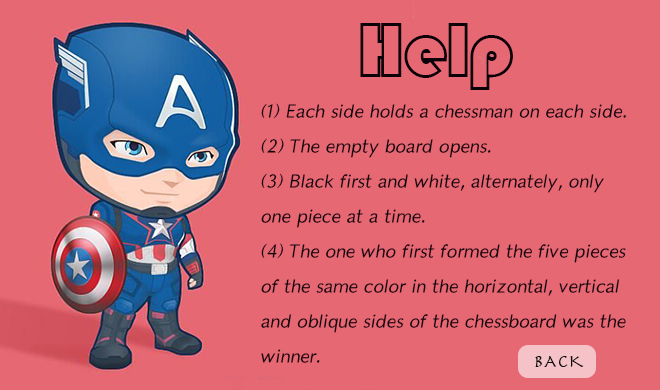 Help
A
(1) Each side holds a chessman on each side.
(2) The empty board opens.
(3) Black first and white, alternately, only
one piece at a time.
(4) The one who first formed the five pieces
of the same color in the horizontal, vertical
and oblique sides of the chessboard was the
winner.
BACK